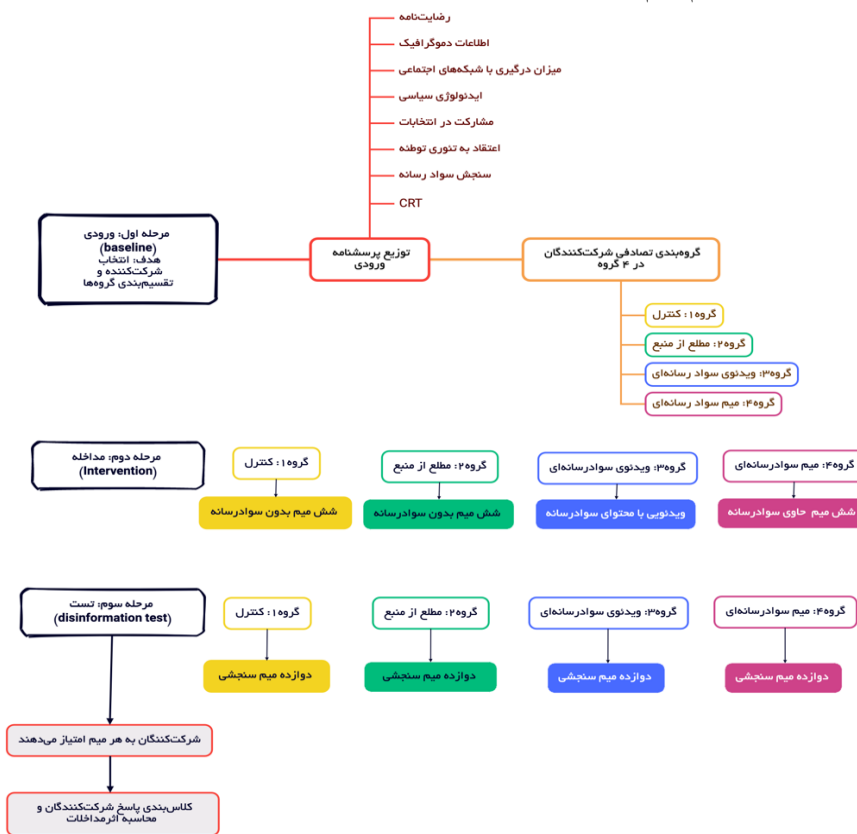 رضایت‌نامه
اطلاعات دموگرافیک
میزان درگیری با شبکه‌های اجتماعی
ایدئولوژی سیاسی
مشارکت در انتخابات
اعتقاد به تئوری توطئه
سنجش سواد رسانه
CRT
مرحله اول: ورودی
(baseline)
هدف: انتخاب
شرکت‌کننده و
تقسیم‌بندی گروه‌ها
توزیع پرسشنامه
ورودی
گروه‌بندی تصادفی شرکت‌کنندگان
در ۴ گروه
گروه۱: کنترل
گروه۲: مطلع از منبع
گروه۳: ویدئوی سواد رسانه‌ای
گروه۴: میم سواد رسانه‌ای
مرحله دوم: مداخله
(Intervention)
گروه۱: کنترل
گروه۲: مطلع از منبع
گروه۳: ویدئوی سوادرسانه‌ای
گروه۴: میم سوادرسانه‌ای
شش میم بدون سوادرسانه
شش میم بدون سوادرسانه
ویدئویی با محتوای سوادرسانه
شش میم حاوی سوادرسانه
مرحله سوم: تست
(disinformation test)
گروه۱: کنترل
گروه۲: مطلع از منبع
گروه۳: ویدئوی سوادرسانه‌ای
گروه۴: میم سوادرسانه‌ای
دوازده میم سنجشی
دوازده میم سنجشی
دوازده میم سنجشی
دوازده میم سنجشی
شرکت‌کنندگان به هر میم امتیاز می‌دهند
کلاس‌بندی پاسخ شرکت‌کنندگان و
محاسبه اثرمداخلات